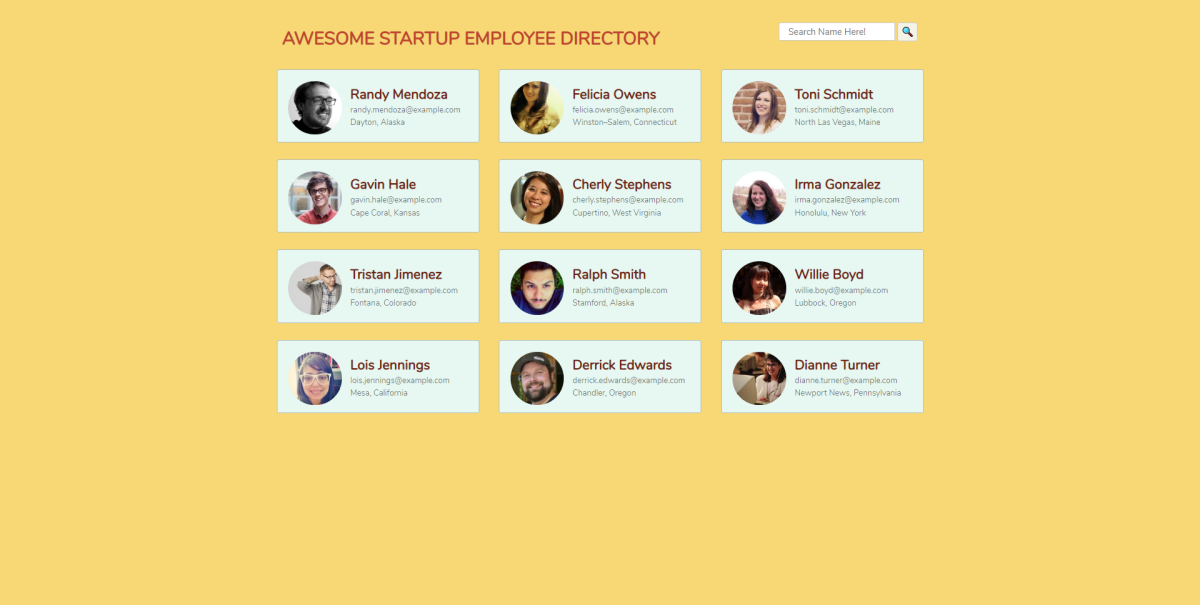 AWESOME STARTUP EMPLOYEE DIRECTORY
Search Name Here!
Randy Mendoza
randy.mendoza@example.com
Dayton, Alaska
Felicia Owens
felicia.owens@example.com
Winston–Salem, Connecticut
Toni Schmidt
toni.schmidt@example.com
North Las Vegas, Maine
Gavin Hale
gavin.hale@example.com
Cape Coral, Kansas
Cherly Stephens
cherly.stephens@example.com
Cupertino, West Virginia
Irma Gonzalez
irma.gonzalez@example.com
Honolulu, New York
Tristan Jimenez
tristan.jimenez@example.com
Fontana, Colorado
Ralph Smith
ralph.smith@example.com
Stamford, Alaska
Willie Boyd
willie.boyd@example.com
Lubbock, Oregon
Lois Jennings
lois.jennings@example.com
Mesa, California
Derrick Edwards
derrick.edwards@example.com
Chandler, Oregon
Dianne Turner
dianne.turner@example.com
Newport News, Pennsylvania